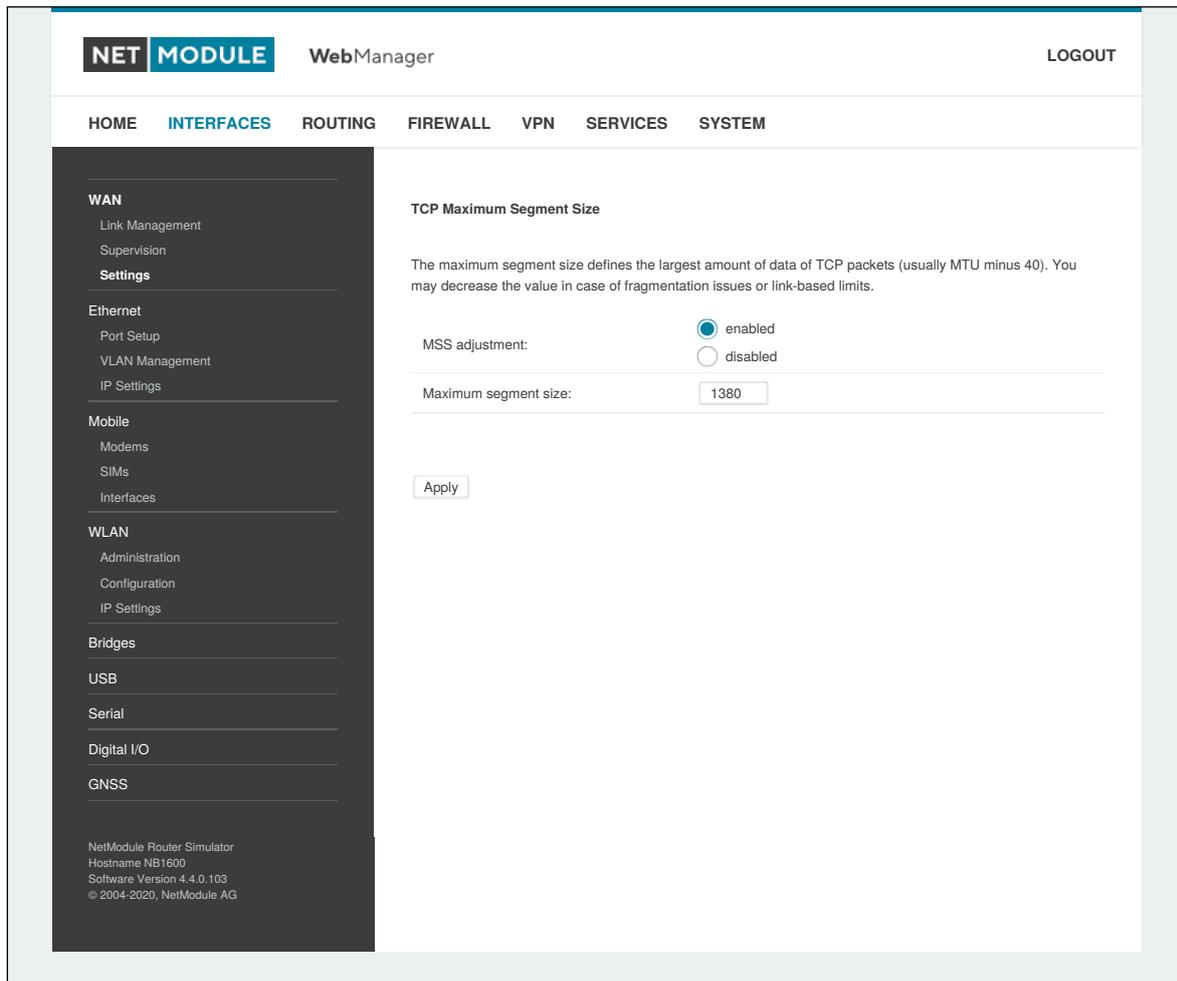 NET MODULE WebManager LOGOUT
HOME INTERFACES ROUTING FIREWALL VPN SERVICES SYSTEM
WAN
Link Management
Supervision
Settings
Ethernet
Port Setup
VLAN Management
IP Settings
Mobile
Modems
SIMs
Interfaces
WLAN
Administration
Configuration
IP Settings
Bridges
USB
Serial
Digital I/O
GNSS
NetModule Router Simulator
Hostname NB1600
Software Version 4.4.0.103
© 2004-2020, NetModule AG
TCP Maximum Segment Size
The maximum segment size defines the largest amount of data of TCP packets (usually MTU minus 40). You
may decrease the value in case of fragmentation issues or link-based limits.
MSS adjustment:
enabled
disabled
Maximum segment size: 1380
Apply